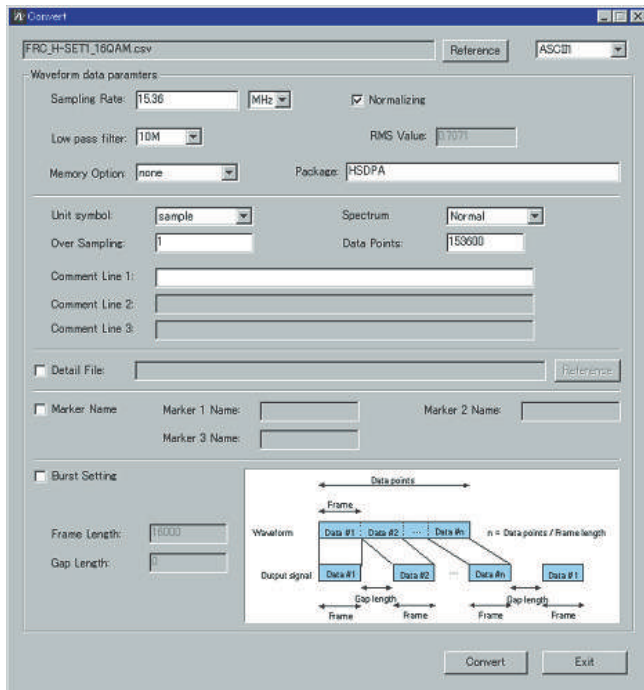 Convert
FRC_H-SET1_16QAM.csv Reference ASCII1
Waveform data paramters
Sampling Rate: 15.36 MHz Normalizing
Low pass filter: 10M RMS Value: 0.7071
Memory Option: none Package: HSDPA
Unit symbol: sample Spectrum Normal
Over Sampling: 1 Data Points: 153600
Comment Line 1:
Comment Line 2:
Comment Line 3:
Detail File: Reference
Marker Name Marker 1 Name: Marker 2 Name:
Marker 3 Name:
Burst Setting
Frame Length: 16000
Gap Length: 0
Data points
Frame
Waveform Data #1 Data #2 ... Data #n n = Data points / Frame length
Output signal Data #1 Data #2 ... Data #n Data #1
Gap length Gap length
Frame Frame Frame Frame
Convert Exit